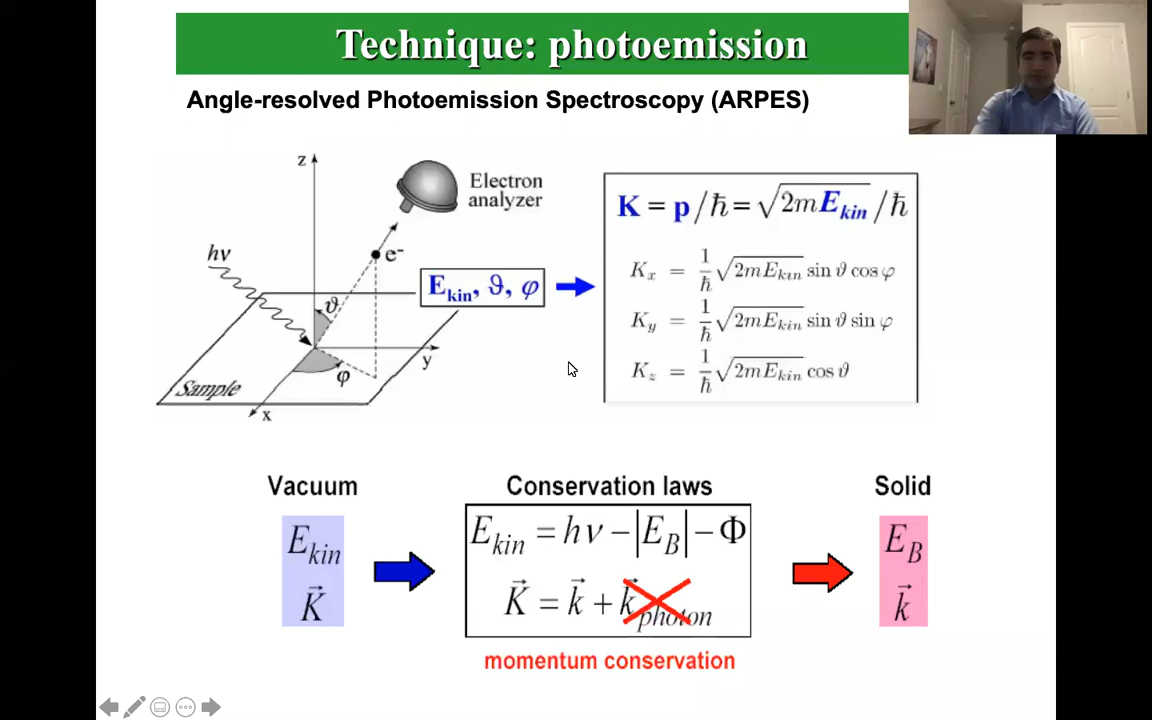 Technique: photoemission
Angle-resolved Photoemission Spectroscopy (ARPES)
z
Electron
analyzer
hν
e⁻
ϑ
E_kin, ϑ, φ
y
φ
Sample
x
K = p/ħ = √(2mE_kin)/ħ
K_x = 1/ħ √(2mE_kin) sin ϑ cos φ
K_y = 1/ħ √(2mE_kin) sin ϑ sin φ
K_z = 1/ħ √(2mE_kin) cos ϑ
Vacuum
E_kin
K⃗
Conservation laws
E_kin = hν − |E_B| − Φ
K⃗ = k⃗ + k⃗_photon
momentum conservation
Solid
E_B
k⃗